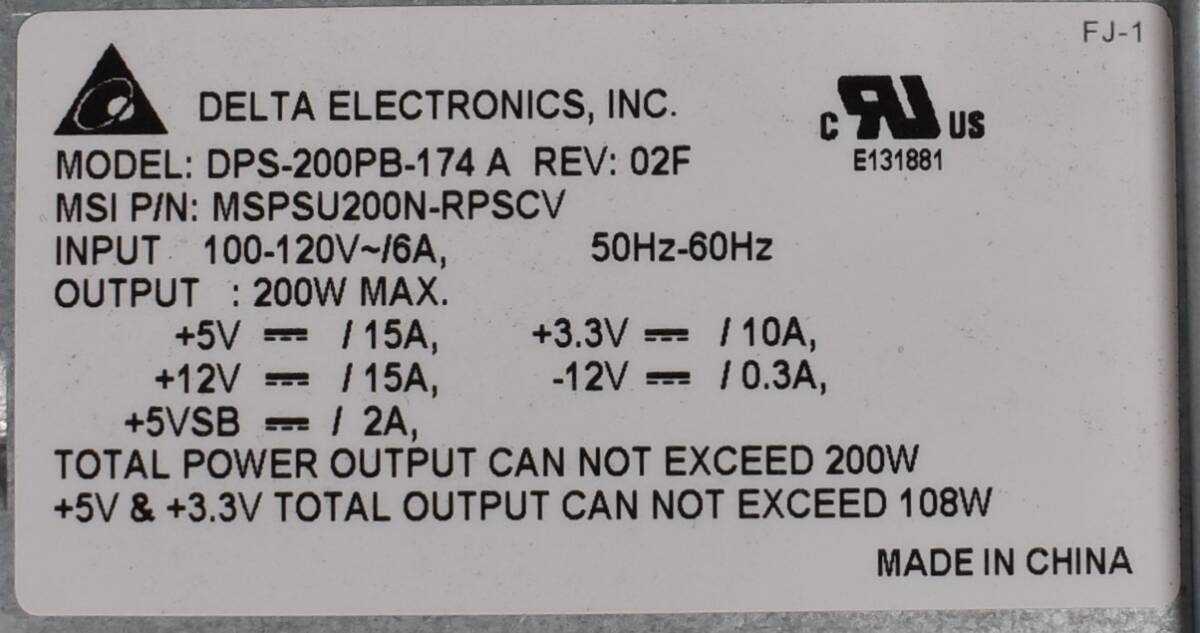 FJ-1
DELTA ELECTRONICS, INC.
c RU US
E131881
MODEL: DPS-200PB-174 A REV: 02F
MSI P/N: MSPSU200N-RPSCV
INPUT 100-120V~/6A, 50Hz-60Hz
OUTPUT : 200W MAX.
+5V ⎓ / 15A, +3.3V ⎓ / 10A,
+12V ⎓ / 15A, -12V ⎓ / 0.3A,
+5VSB ⎓ / 2A,
TOTAL POWER OUTPUT CAN NOT EXCEED 200W
+5V & +3.3V TOTAL OUTPUT CAN NOT EXCEED 108W
MADE IN CHINA